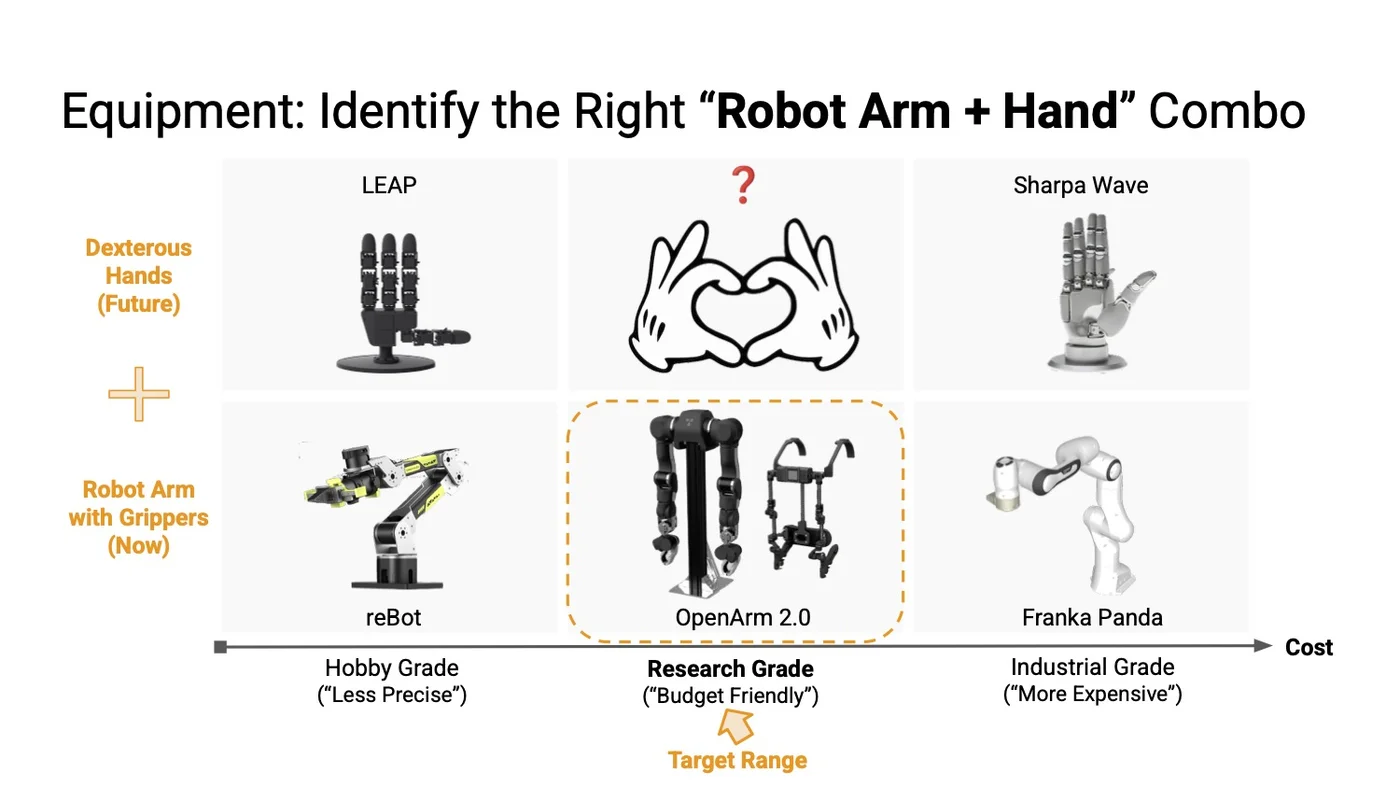 Equipment: Identify the Right “Robot Arm + Hand” Combo
LEAP
❓
Sharpa Wave
Dexterous
Hands
(Future)
Robot Arm
with Grippers
(Now)
reBot
OpenArm 2.0
Franka Panda
Cost
Hobby Grade
(“Less Precise”)
Research Grade
(“Budget Friendly”)
Industrial Grade
(“More Expensive”)
Target Range